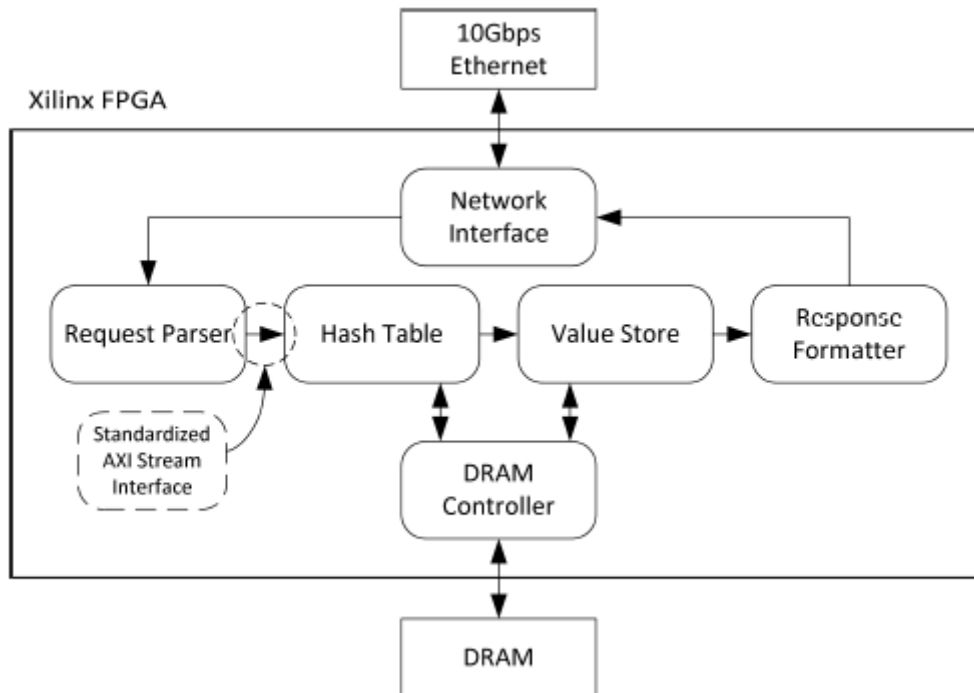 10Gbps
Ethernet
Xilinx FPGA
Network
Interface
Request Parser
Hash Table
Value Store
Response
Formatter
Standardized
AXI Stream
Interface
DRAM
Controller
DRAM